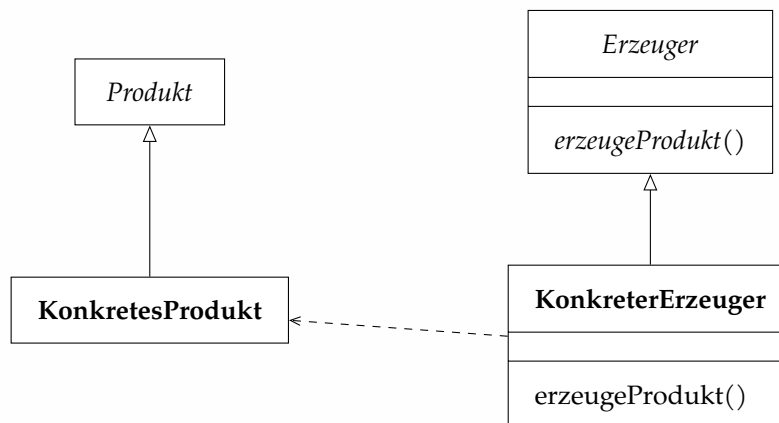 Erzeuger
Produkt
erzeugeProdukt()
KonkretesProdukt
KonkreterErzeuger
erzeugeProdukt()